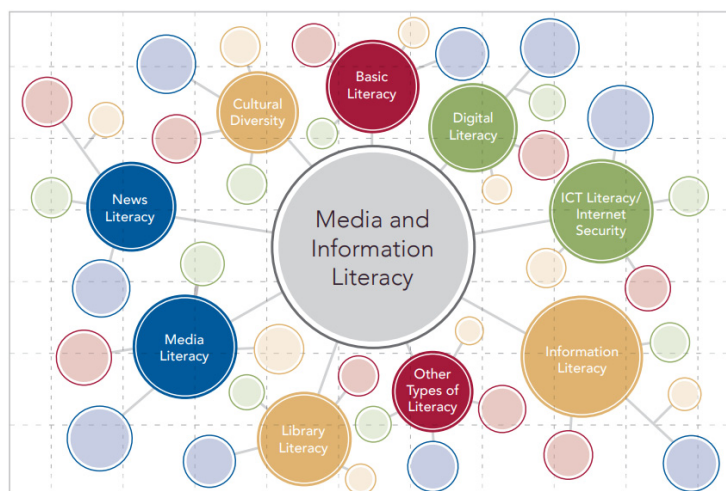 Media and
Information
Literacy
Basic
Literacy
Digital
Literacy
ICT Literacy/
Internet
Security
Information
Literacy
Other
Types of
Literacy
Library
Literacy
Media
Literacy
News
Literacy
Cultural
Diversity